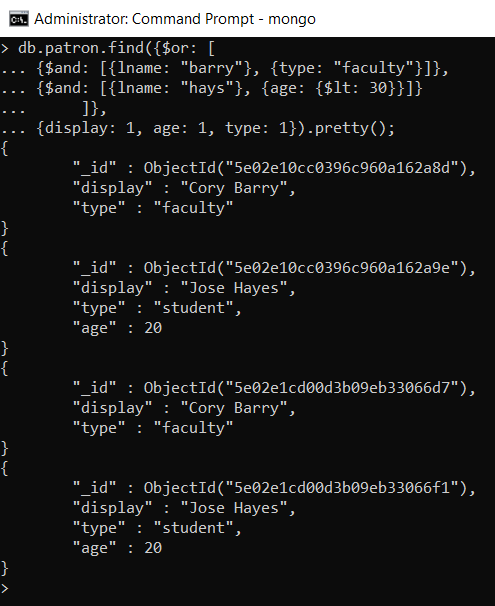 Administrator: Command Prompt - mongo
> db.patron.find({$or: [
... {$and: [{lname: "barry"}, {type: "faculty"}]},
... {$and: [{lname: "hays"}, {age: {$lt: 30}}]}
...       ]},
... {display: 1, age: 1, type: 1}).pretty();
{
        "_id" : ObjectId("5e02e10cc0396c960a162a8d"),
        "display" : "Cory Barry",
        "type" : "faculty"
}
{
        "_id" : ObjectId("5e02e10cc0396c960a162a9e"),
        "display" : "Jose Hayes",
        "type" : "student",
        "age" : 20
}
{
        "_id" : ObjectId("5e02e1cd00d3b09eb33066d7"),
        "display" : "Cory Barry",
        "type" : "faculty"
}
{
        "_id" : ObjectId("5e02e1cd00d3b09eb33066f1"),
        "display" : "Jose Hayes",
        "type" : "student",
        "age" : 20
}
>